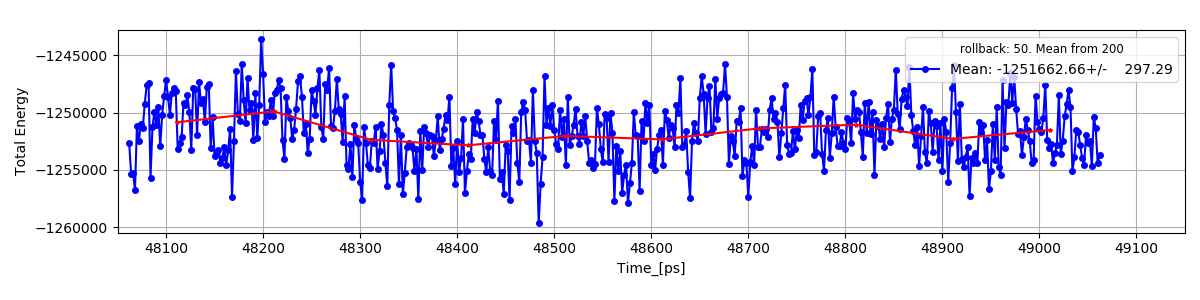 rollback: 50. Mean from 200
Mean: -1251662.66+/- 297.29
Total Energy
−1245000
−1250000
−1255000
−1260000
48100 48200 48300 48400 48500 48600 48700 48800 48900 49000 49100
Time_[ps]